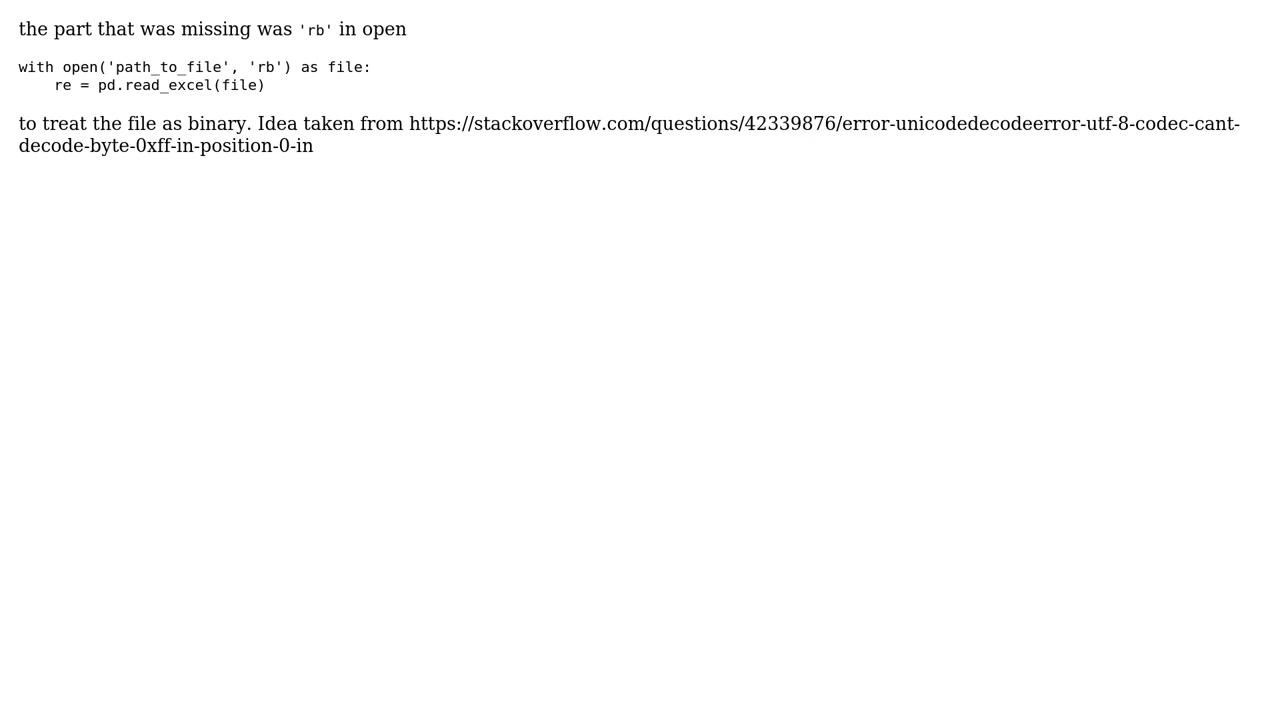 the part that was missing was 'rb' in open
with open('path_to_file', 'rb') as file:
    re = pd.read_excel(file)
to treat the file as binary. Idea taken from https://stackoverflow.com/questions/42339876/error-unicodedecodeerror-utf-8-codec-cant-
decode-byte-0xff-in-position-0-in